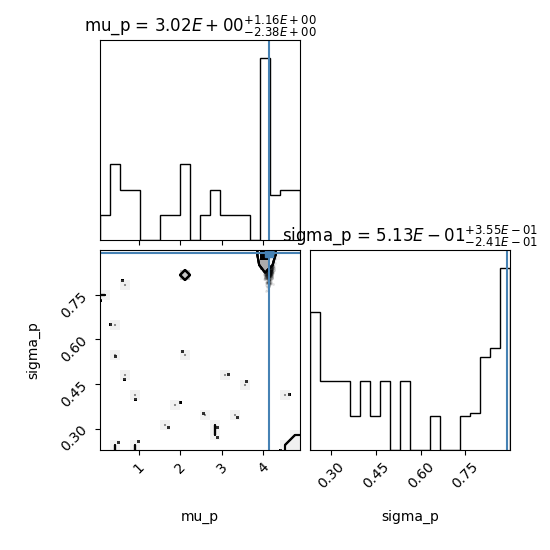 mu_p = 3.02E + 00+1.16E+00−2.38E+00
sigma_p = 5.13E − 01+3.55E−01−2.41E−01
sigma_p
0.75
0.60
0.45
0.30
1 2 3 4
0.30 0.45 0.60 0.75
mu_p sigma_p